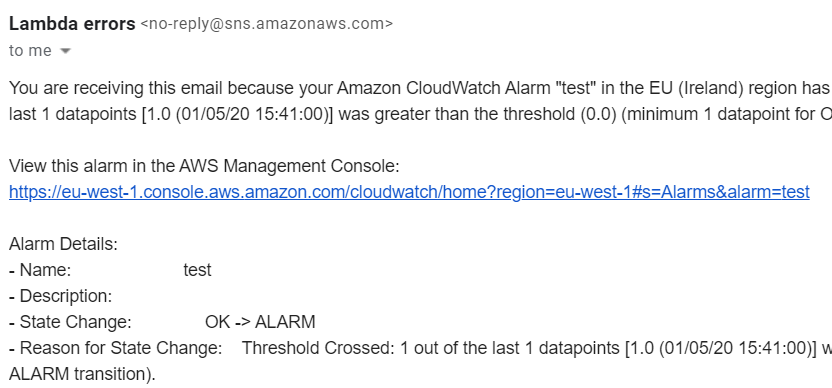 Lambda errors <no-reply@sns.amazonaws.com>
to me
You are receiving this email because your Amazon CloudWatch Alarm "test" in the EU (Ireland) region has
last 1 datapoints [1.0 (01/05/20 15:41:00)] was greater than the threshold (0.0) (minimum 1 datapoint for O
View this alarm in the AWS Management Console:
https://eu-west-1.console.aws.amazon.com/cloudwatch/home?region=eu-west-1#s=Alarms&alarm=test
Alarm Details:
- Name: test
- Description:
- State Change: OK -> ALARM
- Reason for State Change: Threshold Crossed: 1 out of the last 1 datapoints [1.0 (01/05/20 15:41:00)] w
ALARM transition).